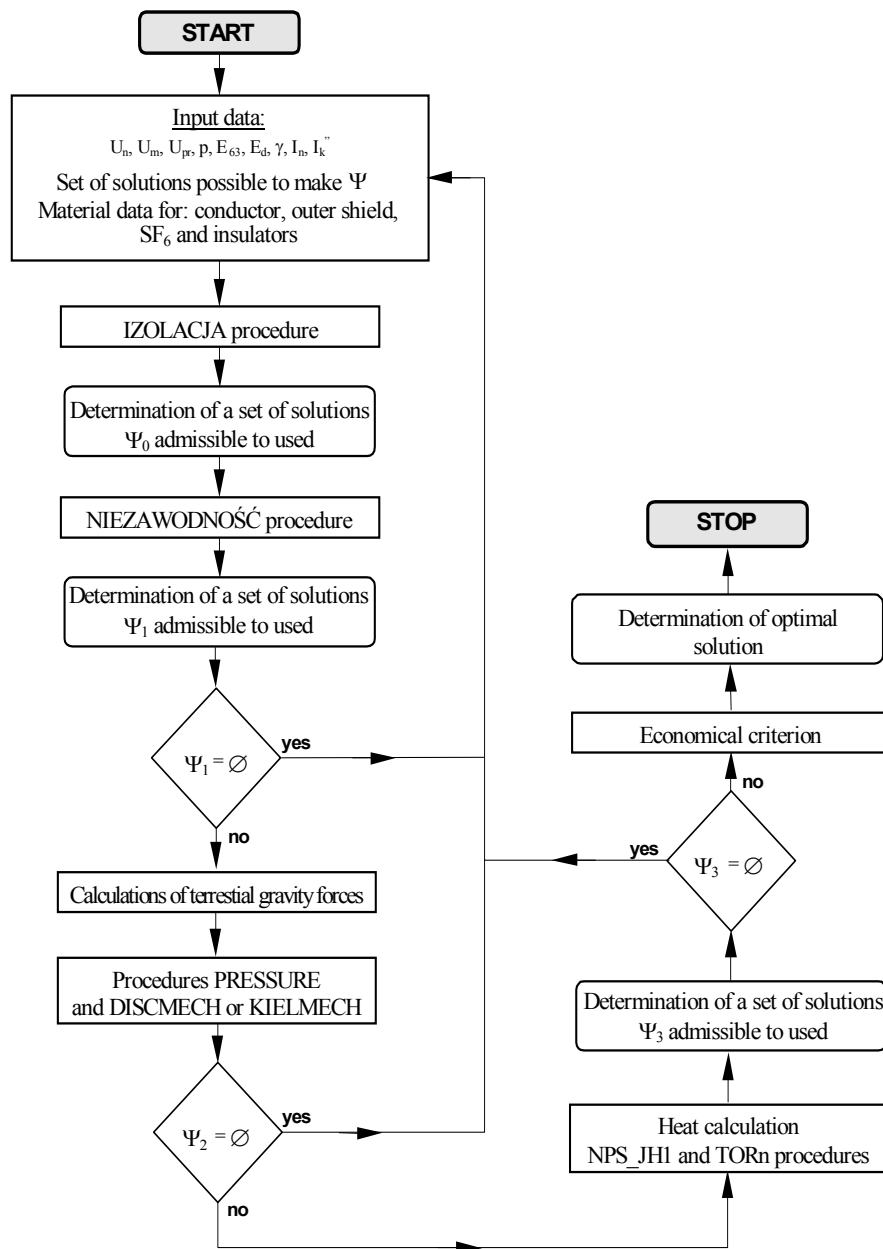 START
Input data:
Uₙ, Uₘ, Uₚᵣ, p, E₆₃, E_d, γ, Iₙ, Iₖ"
Set of solutions possible to make Ψ
Material data for: conductor, outer shield,
SF₆ and insulators
IZOLACJA procedure
Determination of a set of solutions
Ψ₀ admissible to used
NIEZAWODNOŚĆ procedure
Determination of a set of solutions
Ψ₁ admissible to used
Ψ₁ = ∅
yes
no
Calculations of terrestial gravity forces
Procedures PRESSURE
and DISCMECH or KIELMECH
Ψ₂ = ∅
yes
no
Heat calculation
NPS_JH1 and TORn procedures
Determination of a set of solutions
Ψ₃ admissible to used
Ψ₃ = ∅
yes
no
Economical criterion
Determination of optimal
solution
STOP